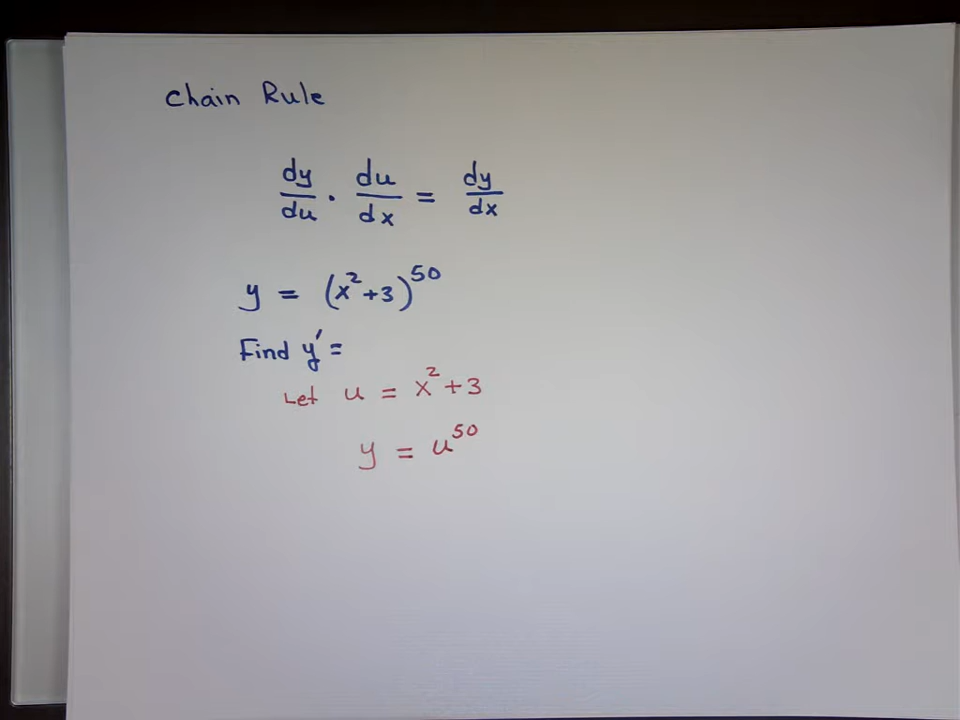 Chain Rule
dy/du · du/dx = dy/dx
y = (x²+3)⁵⁰
Find y' =
Let u = x²+3
y = u⁵⁰